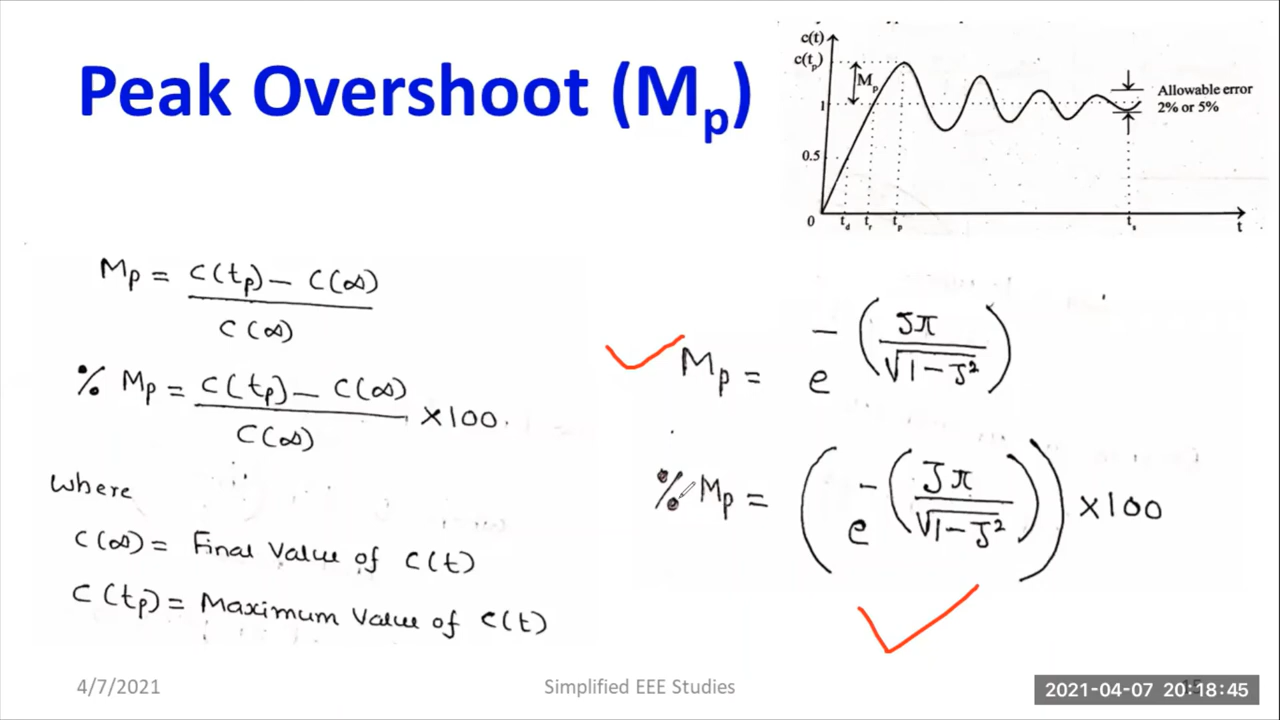 Peak Overshoot (Mp)
c(t)
c(tp)
Mp
1
0.5
0
td
tr
tp
ts
t
Allowable error
2% or 5%
Mp = C(tp) - C(∞) / C(∞)
% Mp = C(tp) - C(∞) / C(∞) ×100.
Where
C(∞) = Final Value of C(t)
C(tp) = Maximum Value of C(t)
Mp = e^-(ζπ / √1-ζ²)
% Mp = (e^-(ζπ / √1-ζ²)) ×100
4/7/2021
Simplified EEE Studies
2021-04-07 20:18:45